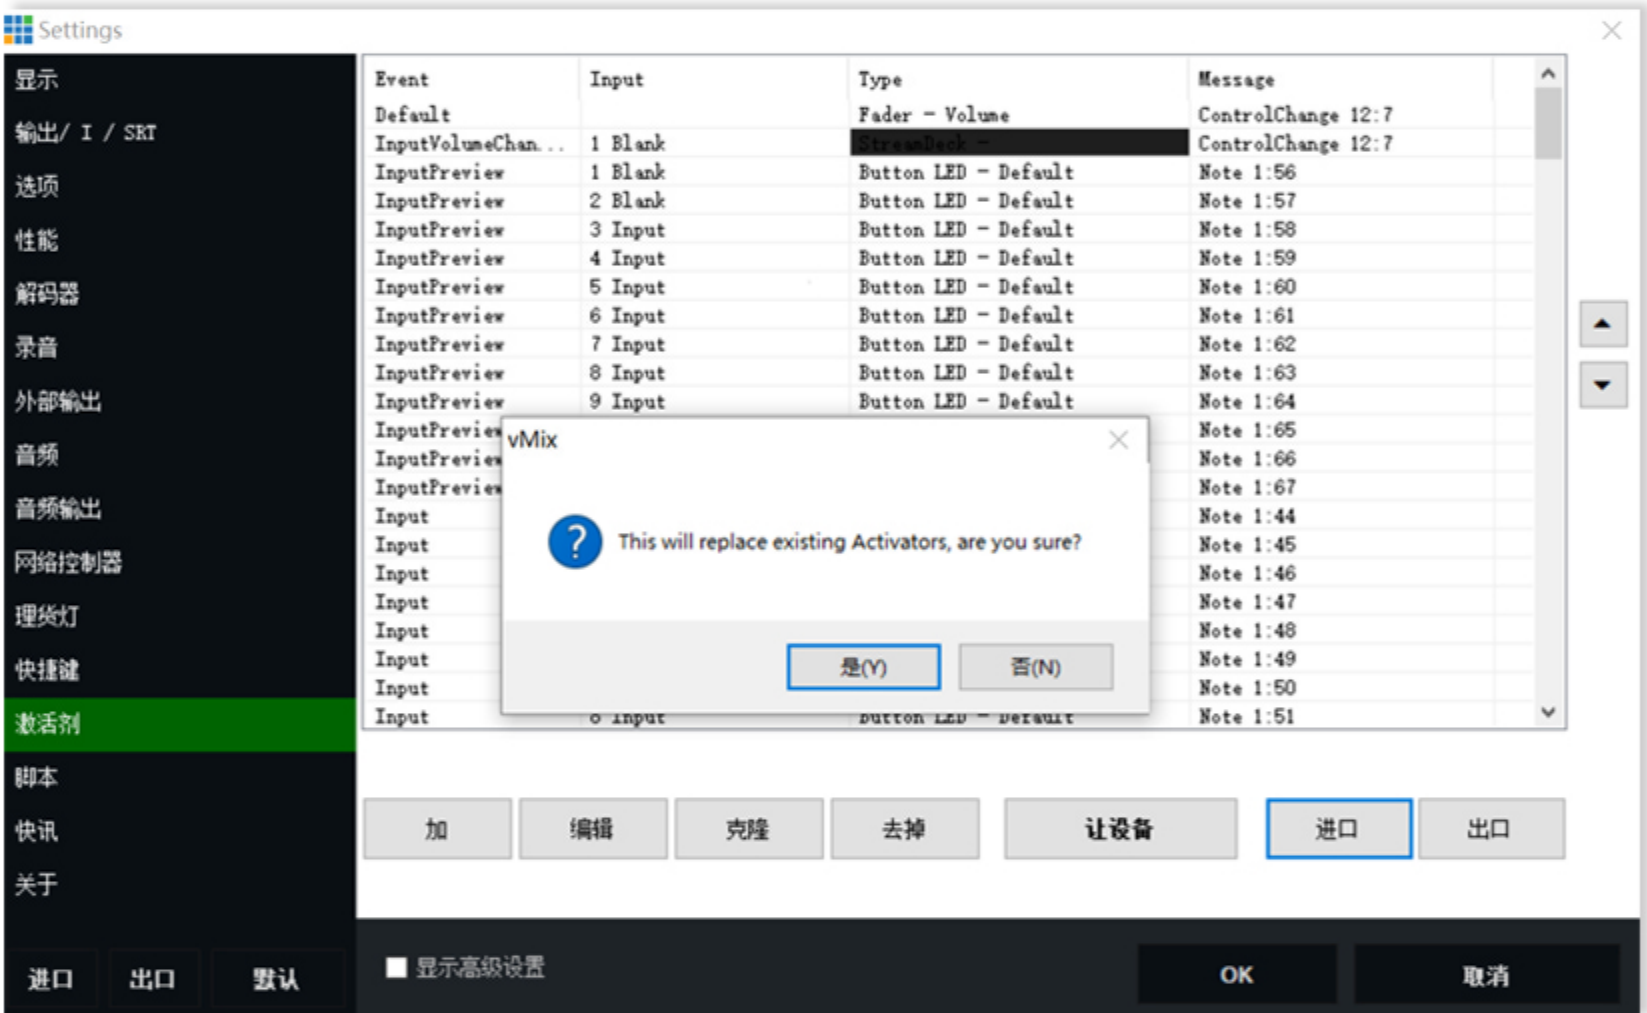 Settings
显示
输出/ I / SRT
选项
性能
解码器
录音
外部输出
音频
音频输出
网络控制器
理货灯
快捷键
激活剂
脚本
快讯
关于
进口 出口 默认
Event Input Type Message
Default Fader - Volume ControlChange 12:7
InputVolumeChan... 1 Blank StreamDeck - ControlChange 12:7
InputPreview 1 Blank Button LED - Default Note 1:56
InputPreview 2 Blank Button LED - Default Note 1:57
InputPreview 3 Input Button LED - Default Note 1:58
InputPreview 4 Input Button LED - Default Note 1:59
InputPreview 5 Input Button LED - Default Note 1:60
InputPreview 6 Input Button LED - Default Note 1:61
InputPreview 7 Input Button LED - Default Note 1:62
InputPreview 8 Input Button LED - Default Note 1:63
InputPreview 9 Input Button LED - Default Note 1:64
InputPreview Note 1:65
InputPreview Note 1:66
InputPreview Note 1:67
Input Note 1:44
Input Note 1:45
Input Note 1:46
Input Note 1:47
Input Note 1:48
Input Note 1:49
Input Note 1:50
Input 8 Input Button LED - Default Note 1:51
vMix
This will replace existing Activators, are you sure?
是(Y) 否(N)
加 编辑 克隆 去掉 让设备 进口 出口
显示高级设置 OK 取消